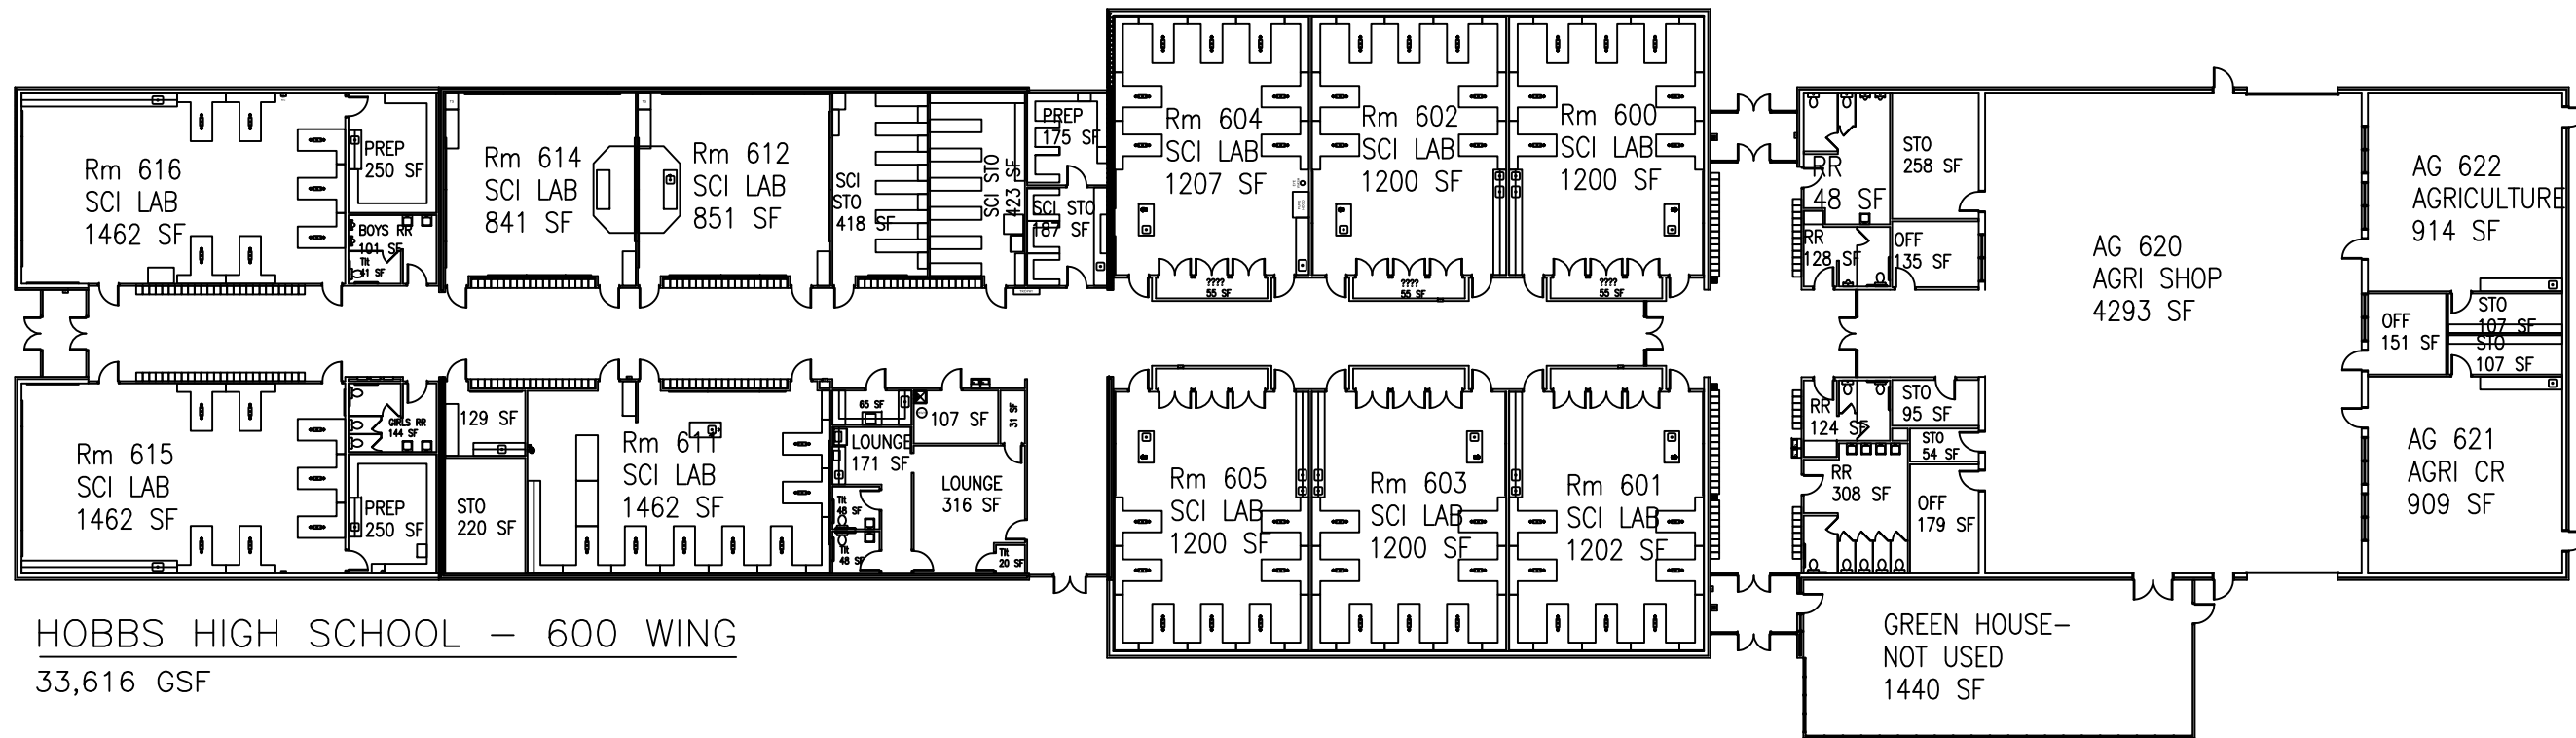 Rm 616
SCI LAB
1462 SF
PREP
250 SF
BOYS RR
101 SF
Tlt
41 SF
Rm 614
SCI LAB
841 SF
Rm 612
SCI LAB
851 SF
SCI
STO
418 SF
SCI STO
423 SF
PREP
175 SF
SCI STO
187 SF
Rm 604
SCI LAB
1207 SF
????
55 SF
Rm 602
SCI LAB
1200 SF
????
55 SF
Rm 600
SCI LAB
1200 SF
????
55 SF
RR
48 SF
STO
258 SF
RR
128 SF
OFF
135 SF
AG 620
AGRI SHOP
4293 SF
AG 622
AGRICULTURE
914 SF
OFF
151 SF
STO
107 SF
STO
107 SF
Rm 615
SCI LAB
1462 SF
GIRLS RR
144 SF
PREP
250 SF
129 SF
STO
220 SF
Rm 611
SCI LAB
1462 SF
65 SF
LOUNGE
171 SF
Tlt
48 SF
Tlt
48 SF
107 SF
31 SF
LOUNGE
316 SF
Tlt
20 SF
Rm 605
SCI LAB
1200 SF
Rm 603
SCI LAB
1200 SF
Rm 601
SCI LAB
1202 SF
RR
124 SF
STO
95 SF
STO
54 SF
RR
308 SF
OFF
179 SF
AG 621
AGRI CR
909 SF
GREEN HOUSE-
NOT USED
1440 SF
HOBBS HIGH SCHOOL - 600 WING
33,616 GSF